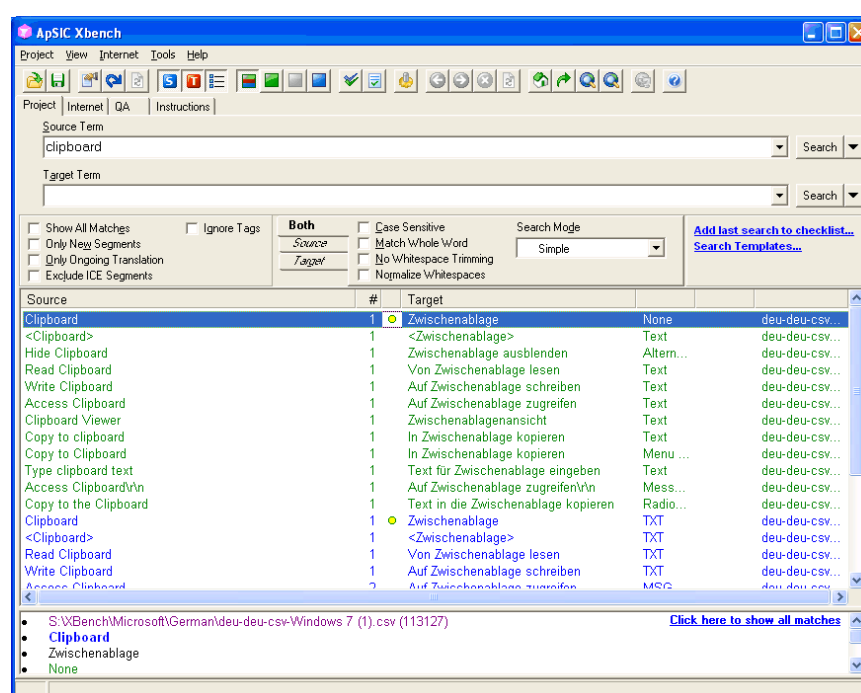 ApSIC Xbench
Project View Internet Tools Help
Project Internet QA Instructions
Source Term
clipboard Search
Target Term
Search
Show All Matches Ignore Tags Both Case Sensitive Search Mode Add last search to checklist...
Only New Segments Source Match Whole Word Simple Search Templates...
Only Ongoing Translation Target No Whitespace Trimming
Exclude ICE Segments Normalize Whitespaces
Source # Target
Clipboard 1 Zwischenablage None deu-deu-csv...
<Clipboard> 1 <Zwischenablage> Text deu-deu-csv...
Hide Clipboard 1 Zwischenablage ausblenden Altern... deu-deu-csv...
Read Clipboard 1 Von Zwischenablage lesen Text deu-deu-csv...
Write Clipboard 1 Auf Zwischenablage schreiben Text deu-deu-csv...
Access Clipboard 1 Auf Zwischenablage zugreifen Text deu-deu-csv...
Clipboard Viewer 1 Zwischenablagenansicht Text deu-deu-csv...
Copy to clipboard 1 In Zwischenablage kopieren Text deu-deu-csv...
Copy to clipboard 1 In Zwischenablage kopieren Menu ... deu-deu-csv...
Type clipboard text 1 Text für Zwischenablage eingeben Text deu-deu-csv...
Access Clipboard\r\n 1 Auf Zwischenablage zugreifen\r\n Mess... deu-deu-csv...
Copy to the Clipboard 1 Text in die Zwischenablage kopieren Radio... deu-deu-csv...
Clipboard 1 Zwischenablage TXT deu-deu-csv...
<Clipboard> 1 <Zwischenablage> TXT deu-deu-csv...
Read Clipboard 1 Von Zwischenablage lesen TXT deu-deu-csv...
Write Clipboard 1 Auf Zwischenablage schreiben TXT deu-deu-csv...
Access Clipboard 2 Auf Zwischenablage zugreifen MSG deu-deu-csv...
S:\XBench\Microsoft\German\deu-deu-csv-Windows 7 (1).csv (113127) Click here to show all matches
Clipboard
Zwischenablage
None